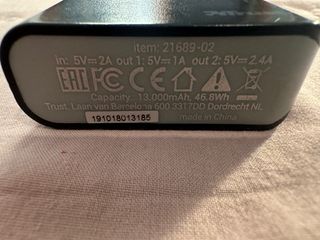 item: 21689-02
in: 5V⎓2A out 1: 5V⎓1A out 2: 5V⎓2.4A
EAC
Capacity: 13.000mAh, 46.8Wh
Trust. Laan van Barcelona 600 3317DD Dordrecht NL
191018013185
made in China